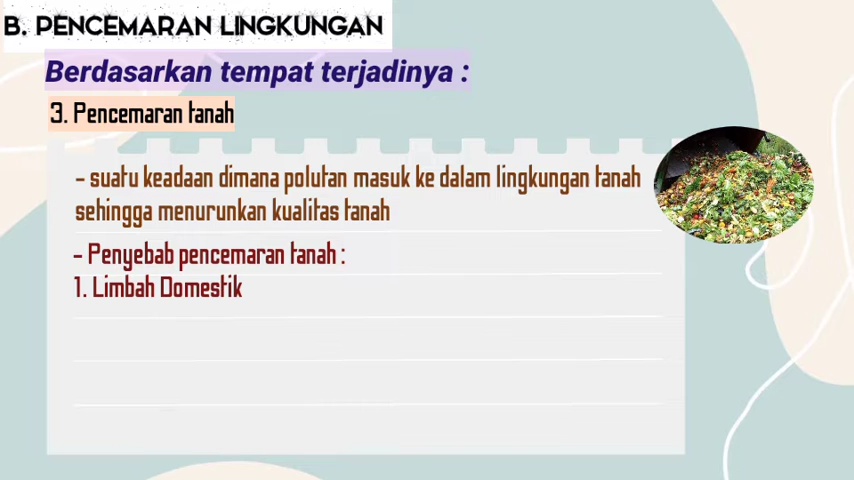 B. PENCEMARAN LINGKUNGAN
Berdasarkan tempat terjadinya :
3. Pencemaran tanah
- suatu keadaan dimana polutan masuk ke dalam lingkungan tanah
sehingga menurunkan kualitas tanah
- Penyebab pencemaran tanah :
1. Limbah Domestik